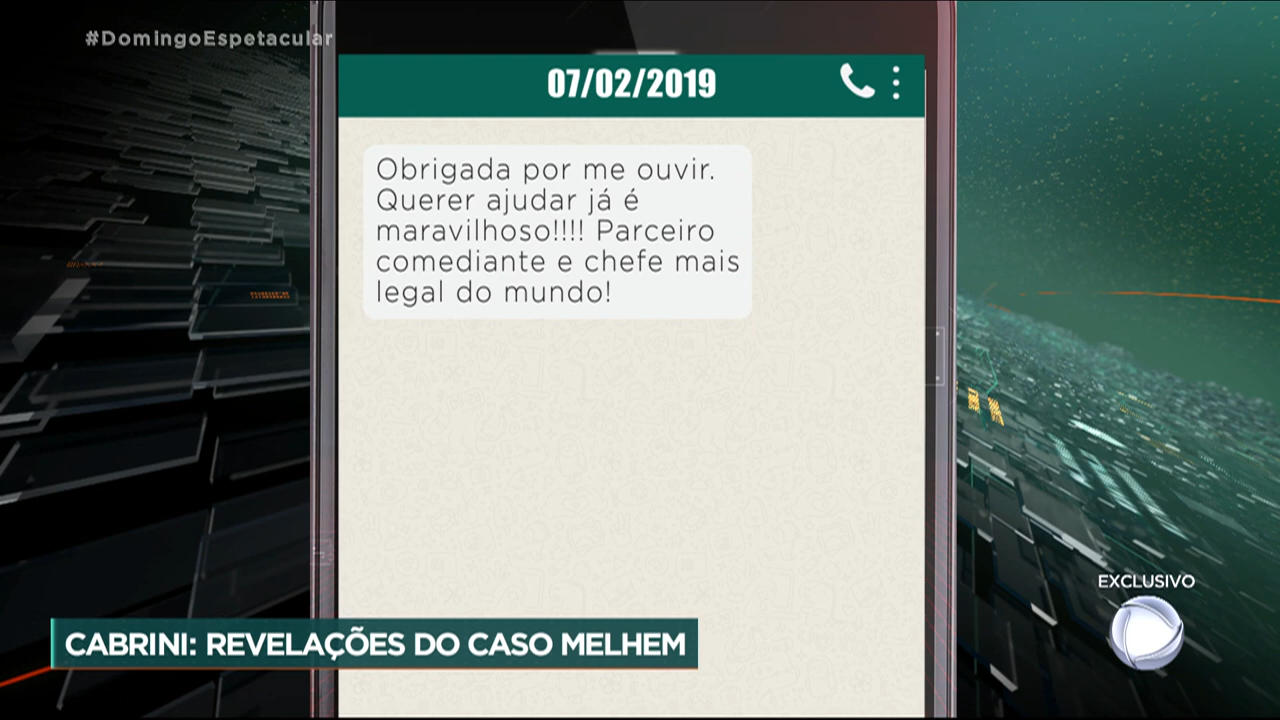 #DomingoEspetacular
07/02/2019
Obrigada por me ouvir.
Querer ajudar já é
maravilhoso!!!! Parceiro
comediante e chefe mais
legal do mundo!
EXCLUSIVO
CABRINI: REVELAÇÕES DO CASO MELHEM